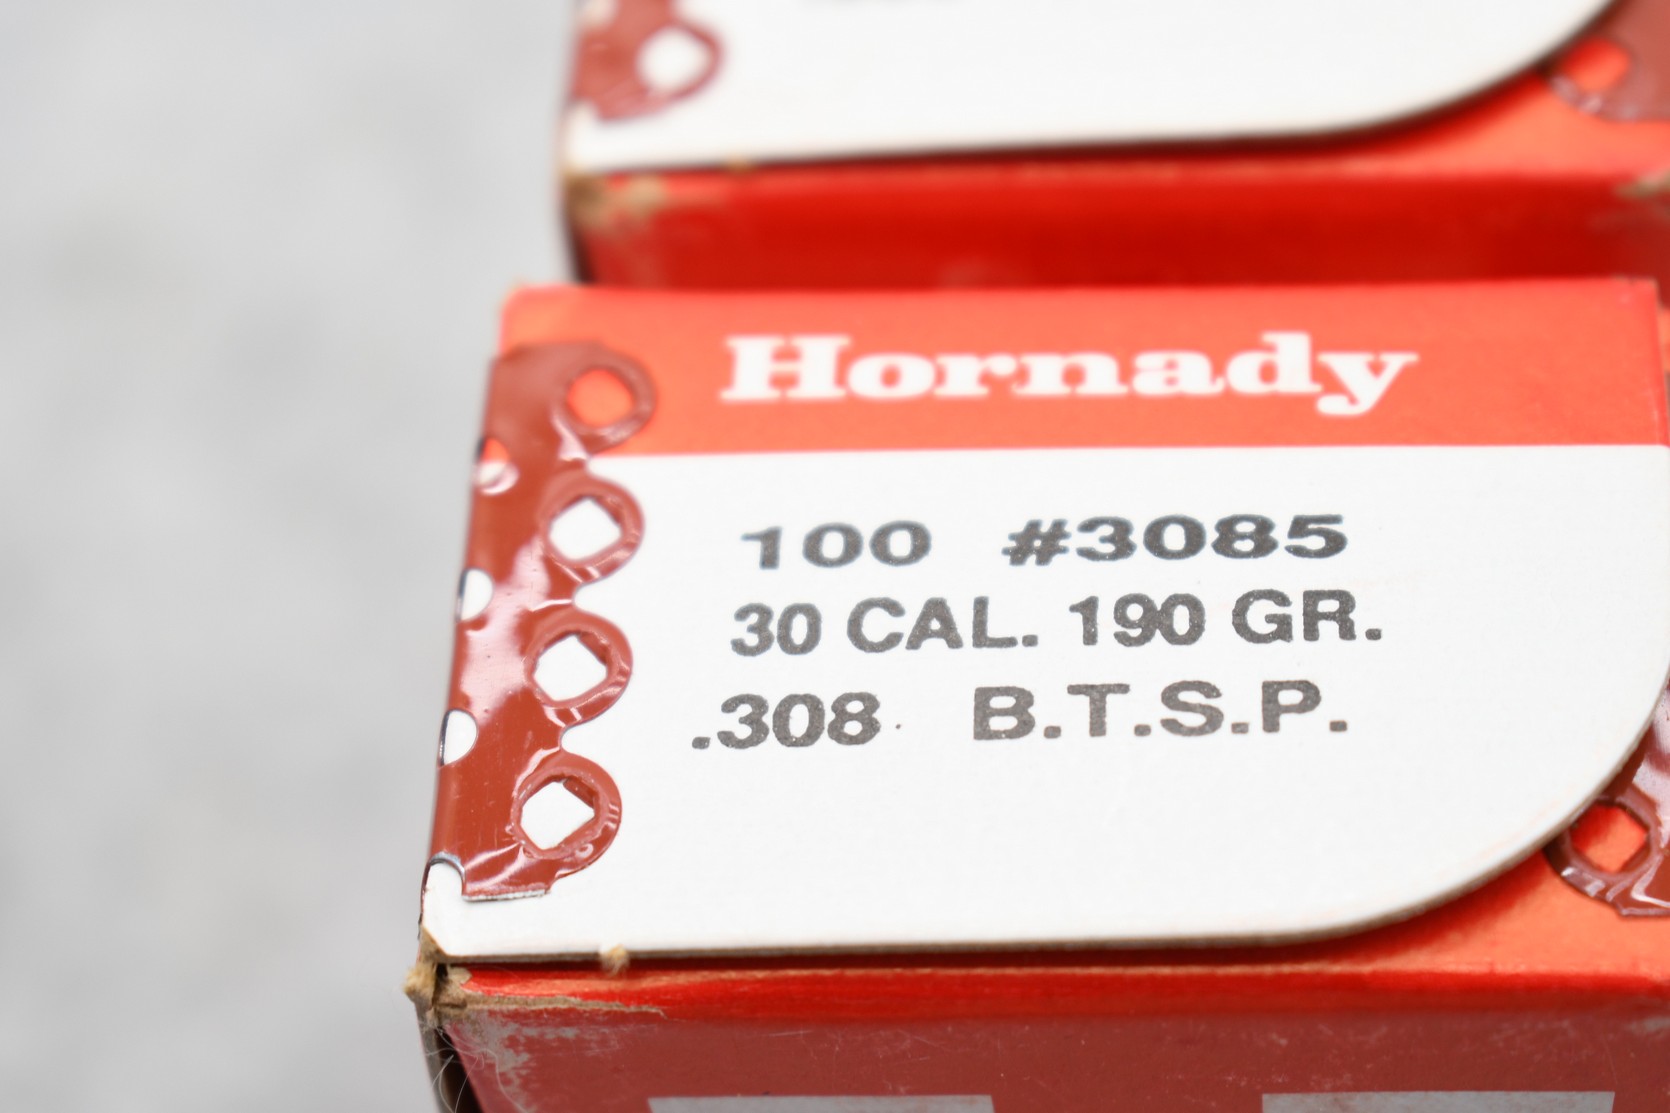 Hornady
100 #3085
30 CAL. 190 GR.
.308 B.T.S.P.